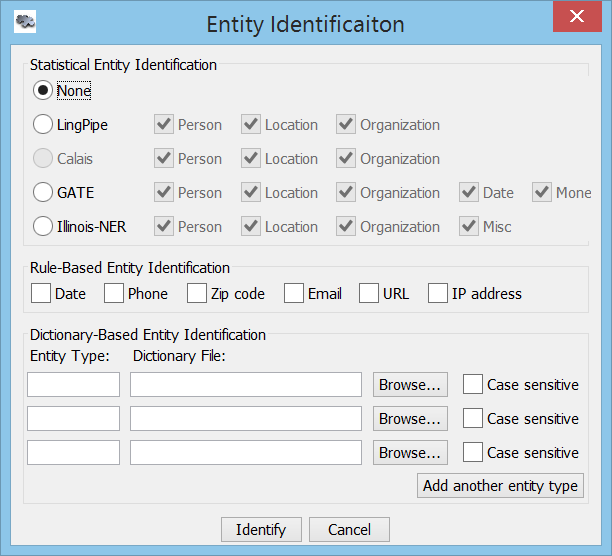 Entity Identificaiton
Statistical Entity Identification
None
LingPipe Person Location Organization
Calais Person Location Organization
GATE Person Location Organization Date Mone
Illinois-NER Person Location Organization Misc
Rule-Based Entity Identification
Date Phone Zip code Email URL IP address
Dictionary-Based Entity Identification
Entity Type: Dictionary File:
Browse... Case sensitive
Browse... Case sensitive
Browse... Case sensitive
Add another entity type
Identify Cancel